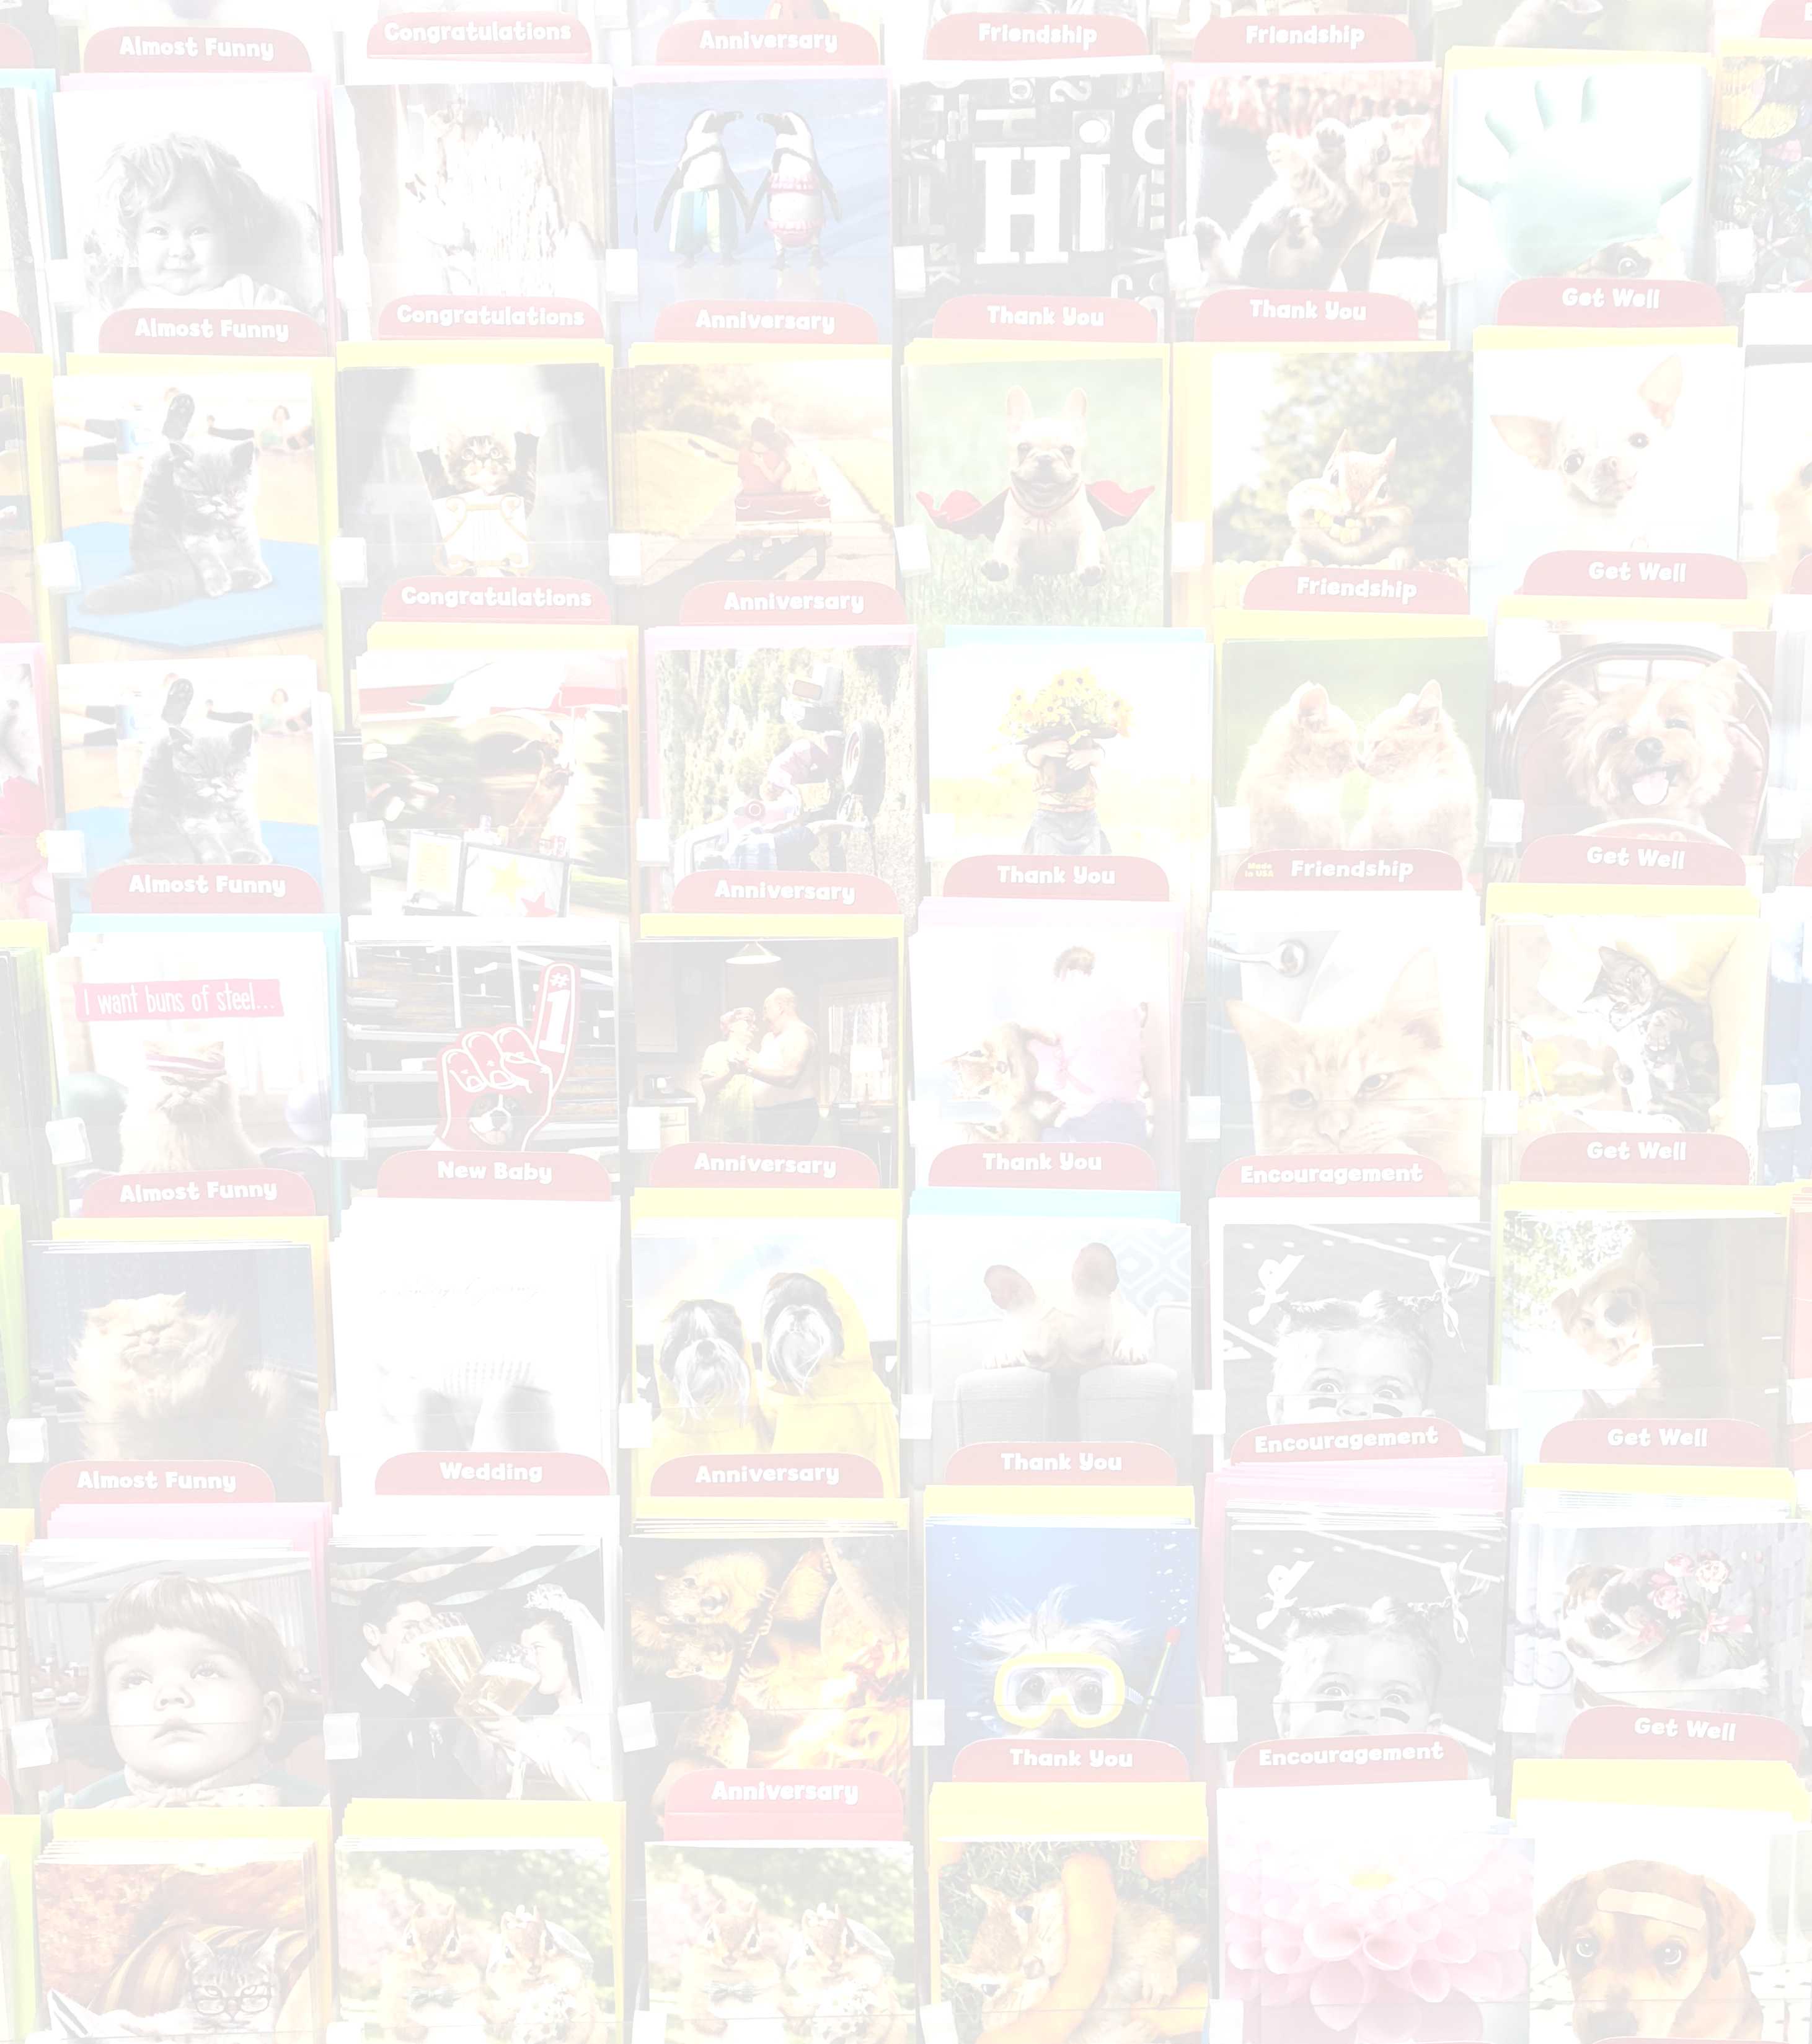 Almost Funny
Congratulations
Anniversary
Friendship
Friendship
Hi
Almost Funny
Congratulations
Anniversary
Thank You
Thank You
Get Well
Congratulations
Anniversary
Friendship
Get Well
Almost Funny
Anniversary
Thank You
Made
in USA
Friendship
Get Well
I want buns of steel...
#1
Almost Funny
New Baby
Anniversary
Thank You
Encouragement
Get Well
Almost Funny
Wedding
Anniversary
Thank You
Encouragement
Get Well
Anniversary
Thank You
Encouragement
Get Well